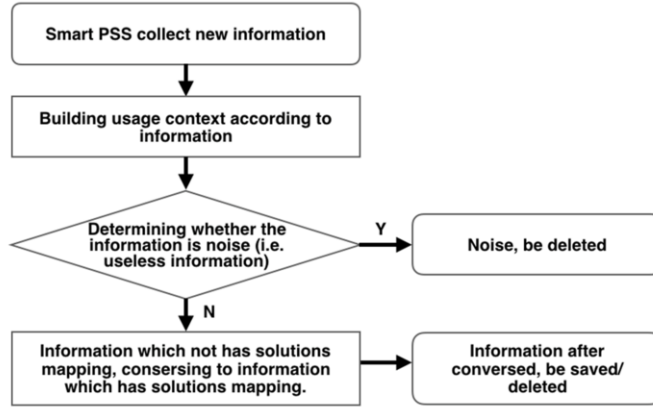 Smart PSS collect new information
Building usage context according to
information
Determining whether the
information is noise (i.e.
useless information)
Y
Noise, be deleted
N
Information which not has solutions
mapping, consersing to information
which has solutions mapping.
Information after
conversed, be saved/
deleted